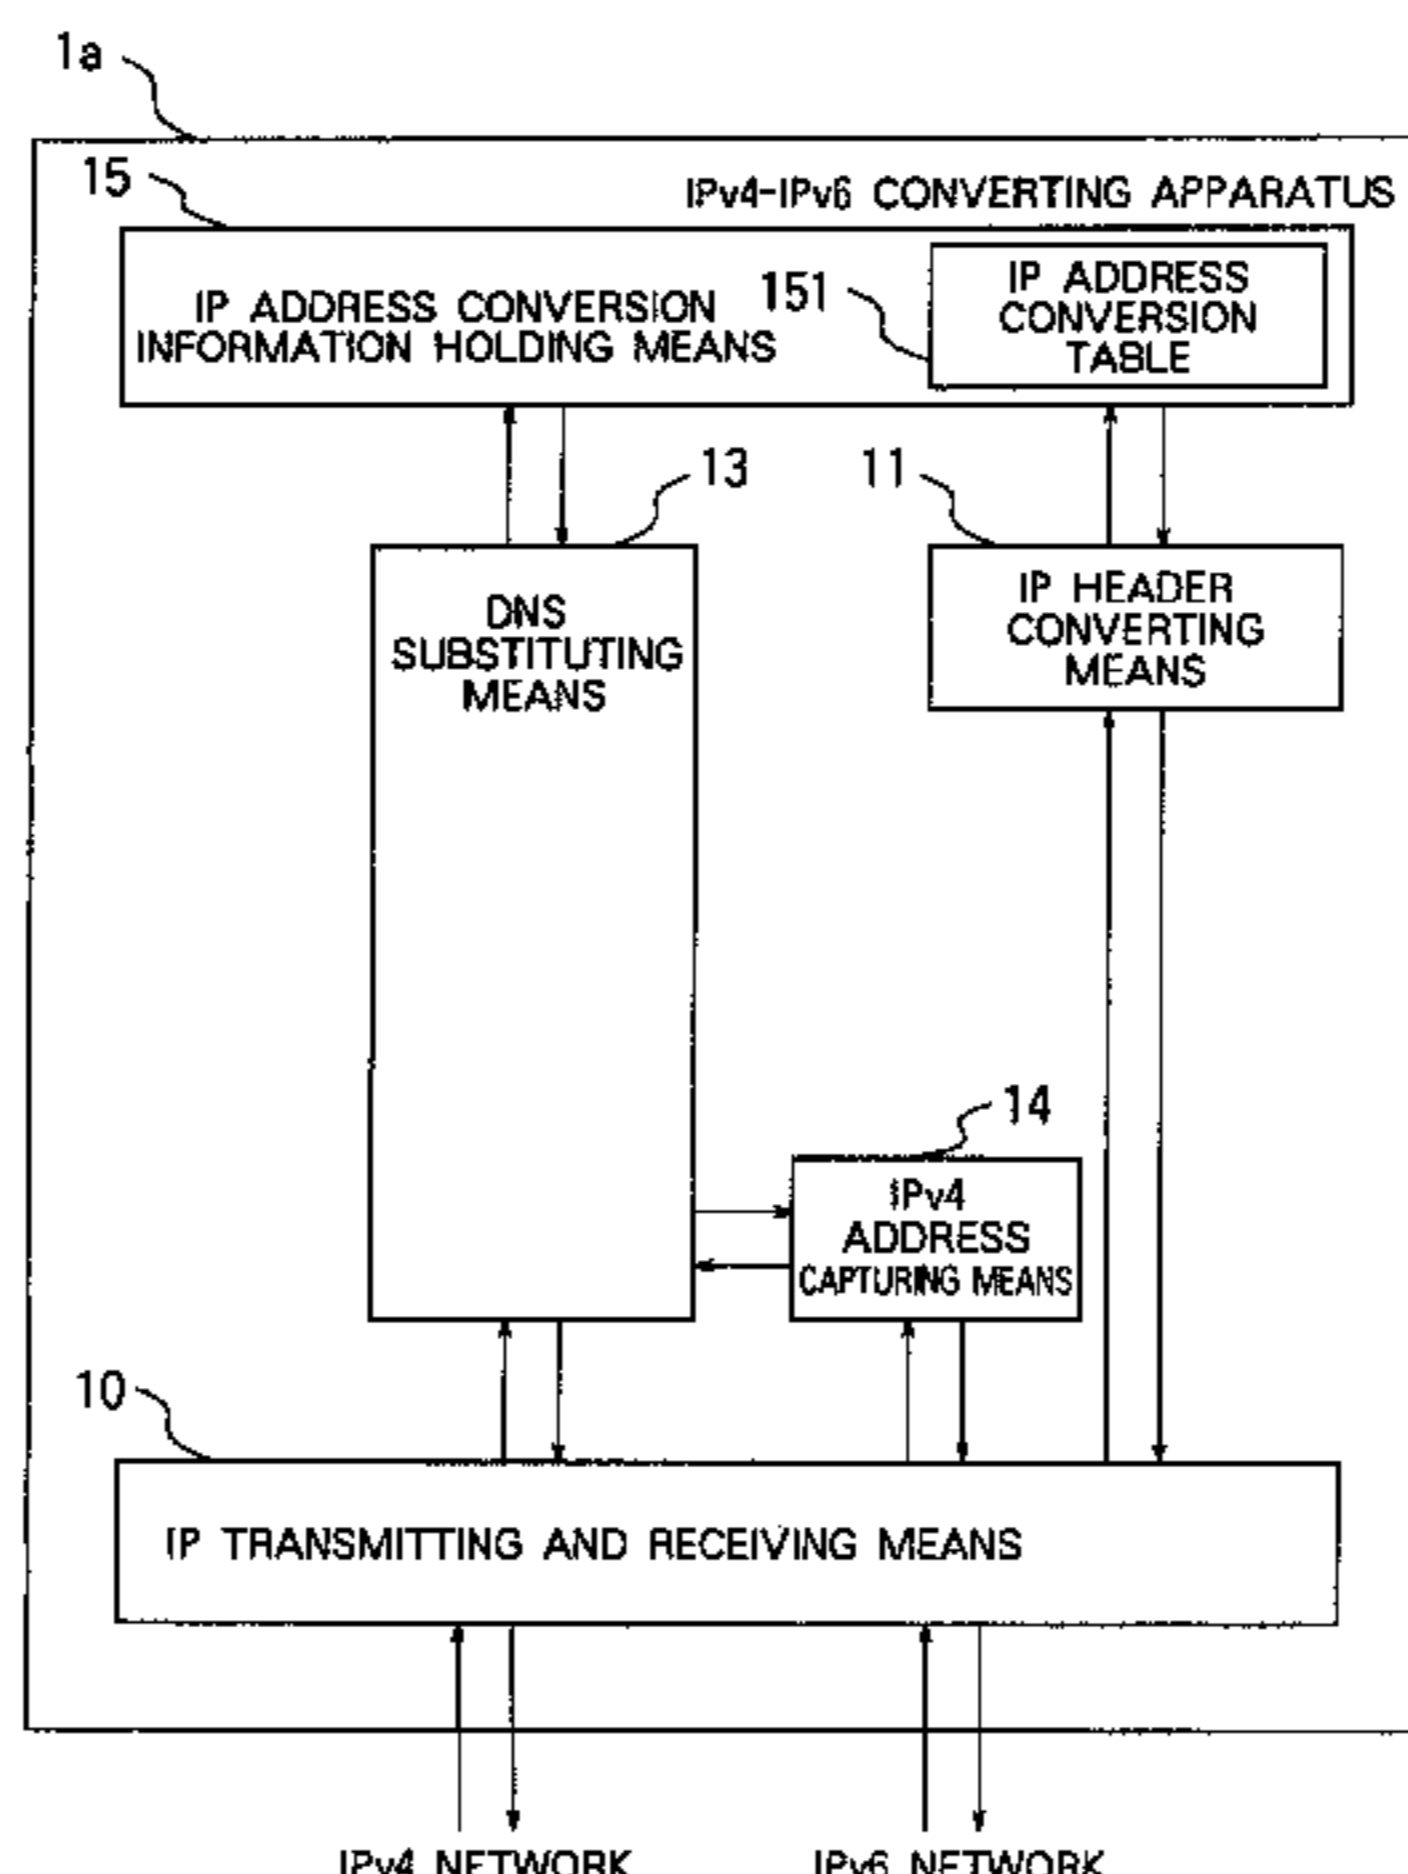 1a
15
IPv4-IPv6 CONVERTING APPARATUS
IP ADDRESS CONVERSION
INFORMATION HOLDING MEANS
151
IP ADDRESS
CONVERSION
TABLE
13
11
DNS
SUBSTITUTING
MEANS
IP HEADER
CONVERTING
MEANS
14
IPv4
ADDRESS
CAPTURING MEANS
10
IP TRANSMITTING AND RECEIVING MEANS
IPv4 NETWORK
IPv6 NETWORK